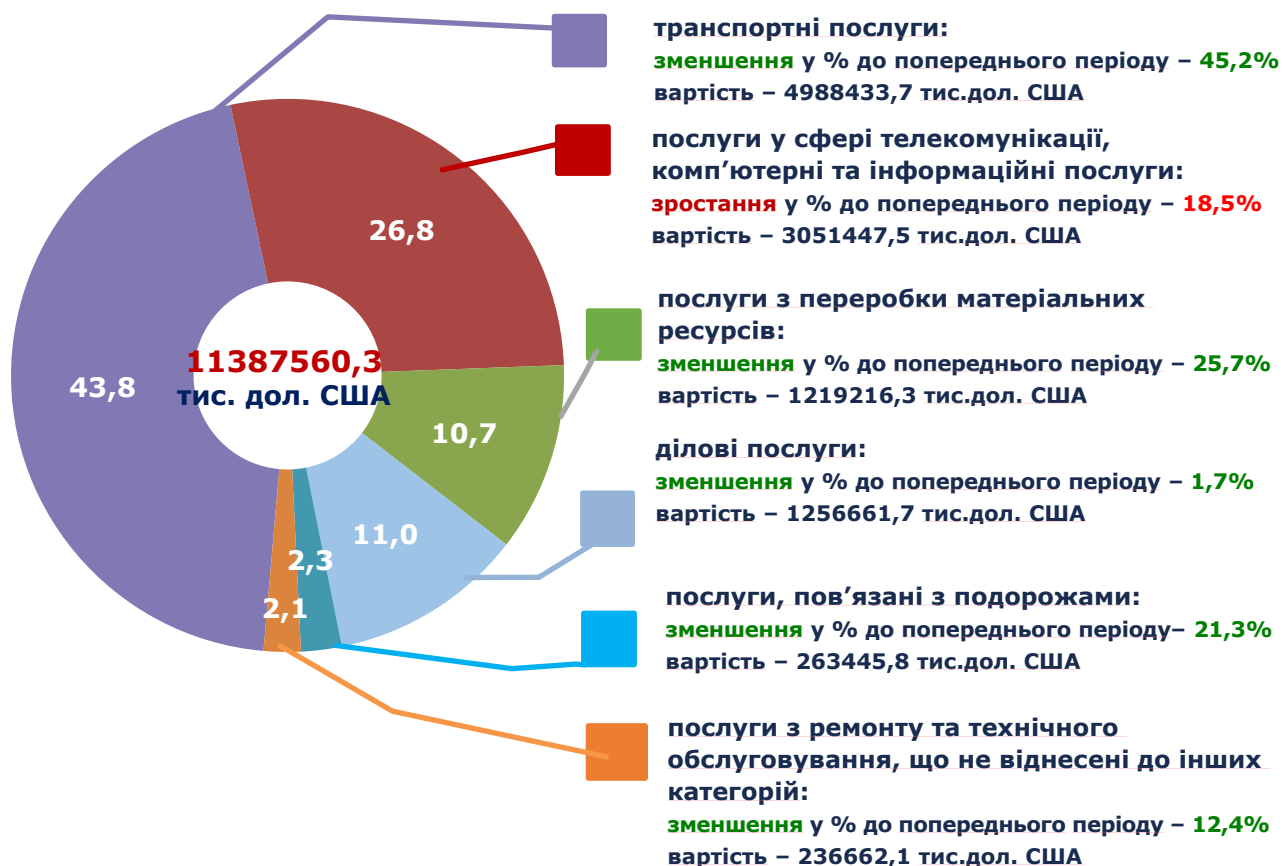 транспортні послуги:
зменшення у % до попереднього періоду – 45,2%
вартість – 4988433,7 тис.дол. США
послуги у сфері телекомунікації,
комп’ютерні та інформаційні послуги:
зростання у % до попереднього періоду – 18,5%
вартість – 3051447,5 тис.дол. США
послуги з переробки матеріальних
ресурсів:
зменшення у % до попереднього періоду – 25,7%
вартість – 1219216,3 тис.дол. США
ділові послуги:
зменшення у % до попереднього періоду – 1,7%
вартість – 1256661,7 тис.дол. США
послуги, пов’язані з подорожами:
зменшення у % до попереднього періоду– 21,3%
вартість – 263445,8 тис.дол. США
послуги з ремонту та технічного
обслуговування, що не віднесені до інших
категорій:
зменшення у % до попереднього періоду – 12,4%
вартість – 236662,1 тис.дол. США
26,8
11387560,3
тис. дол. США
43,8
10,7
11,0
2,3
2,1